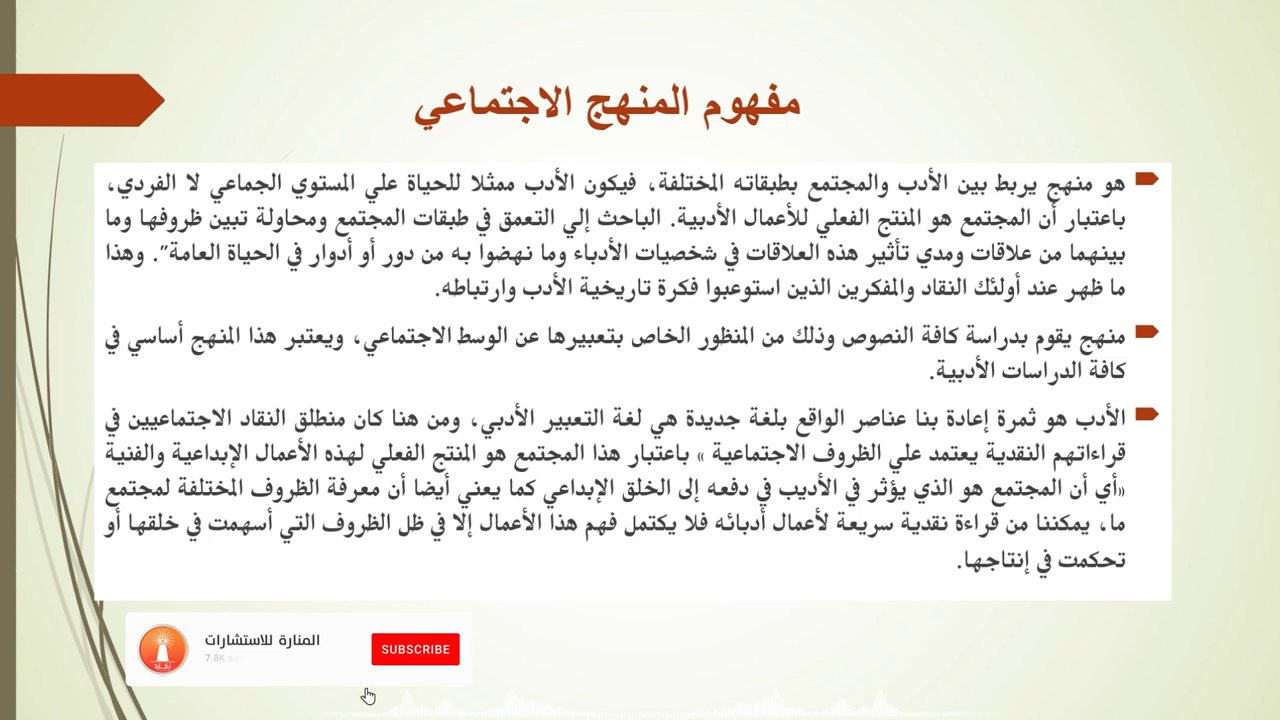 مفهوم المنهج الاجتماعي
هو منهج يربط بين الأدب والمجتمع بطبقاته المختلفة، فيكون الأدب ممثلا للحياة علي المستوي الجماعي لا الفردي،
باعتبار أن المجتمع هو المنتج الفعلي للأعمال الأدبية. الباحث إلي التعمق في طبقات المجتمع ومحاولة تبين ظروفها وما
بينهما من علاقات ومدي تأثير هذه العلاقات في شخصيات الأدباء وما نهضوا به من دور أو أدوار في الحياة العامة”. وهذا
ما ظهر عند أولئك النقاد والمفكرين الذين استوعبوا فكرة تاريخية الأدب وارتباطه.
منهج يقوم بدراسة كافة النصوص وذلك من المنظور الخاص بتعبيرها عن الوسط الاجتماعي، ويعتبر هذا المنهج أساسي في
كافة الدراسات الأدبية.
الأدب هو ثمرة إعادة بنا عناصر الواقع بلغة جديدة هي لغة التعبير الأدبي، ومن هنا كان منطلق النقاد الاجتماعيين في
قراءاتهم النقدية يعتمد علي الظروف الاجتماعية » باعتبار هذا المجتمع هو المنتج الفعلي لهذه الأعمال الإبداعية والفنية
«أي أن المجتمع هو الذي يؤثر في الأديب في دفعه إلى الخلق الإبداعي كما يعني أيضا أن معرفة الظروف المختلفة لمجتمع
ما، يمكننا من قراءة نقدية سريعة لأعمال أدبائه فلا يكتمل فهم هذا الأعمال إلا في ظل الظروف التي أسهمت في خلقها أو
تحكمت في إنتاجها.
المنارة للاستشارات
7.8K
SUBSCRIBE